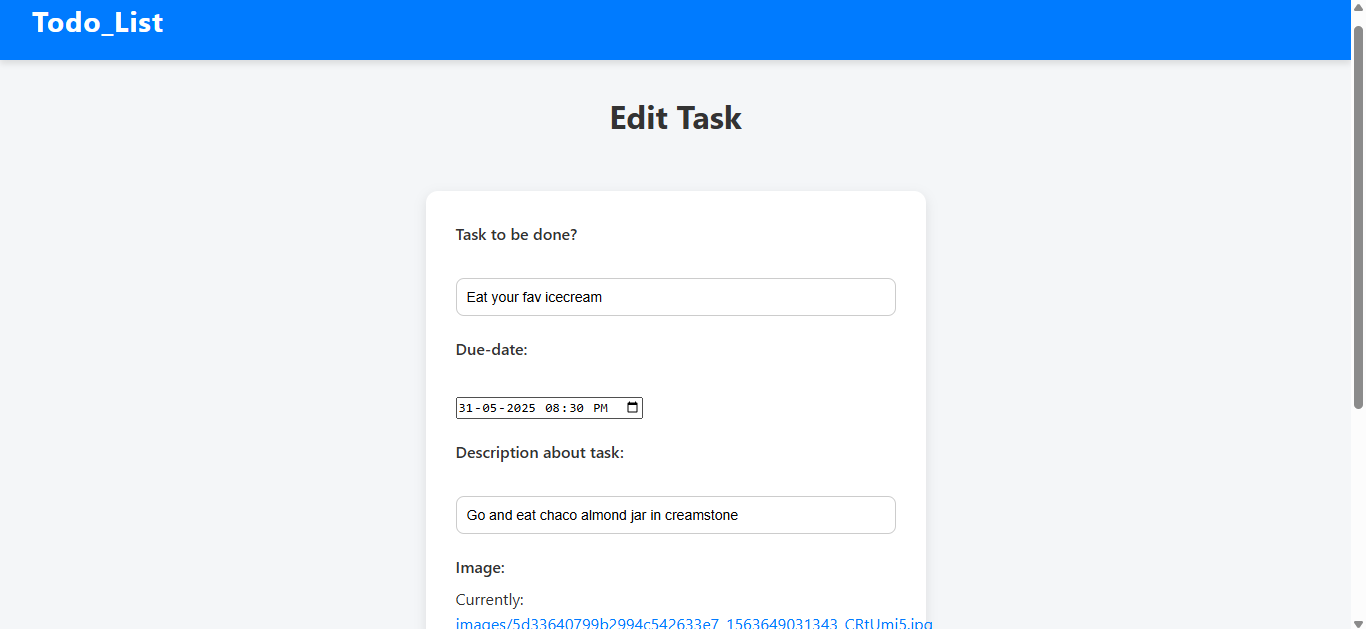 Todo_List
Edit Task
Task to be done?
Eat your fav icecream
Due-date:
31-05-2025 08:30 PM
Description about task:
Go and eat chaco almond jar in creamstone
Image:
Currently:
images/5d33640799b2994c542633e7_1563649031343_CRtUmi5.jpg